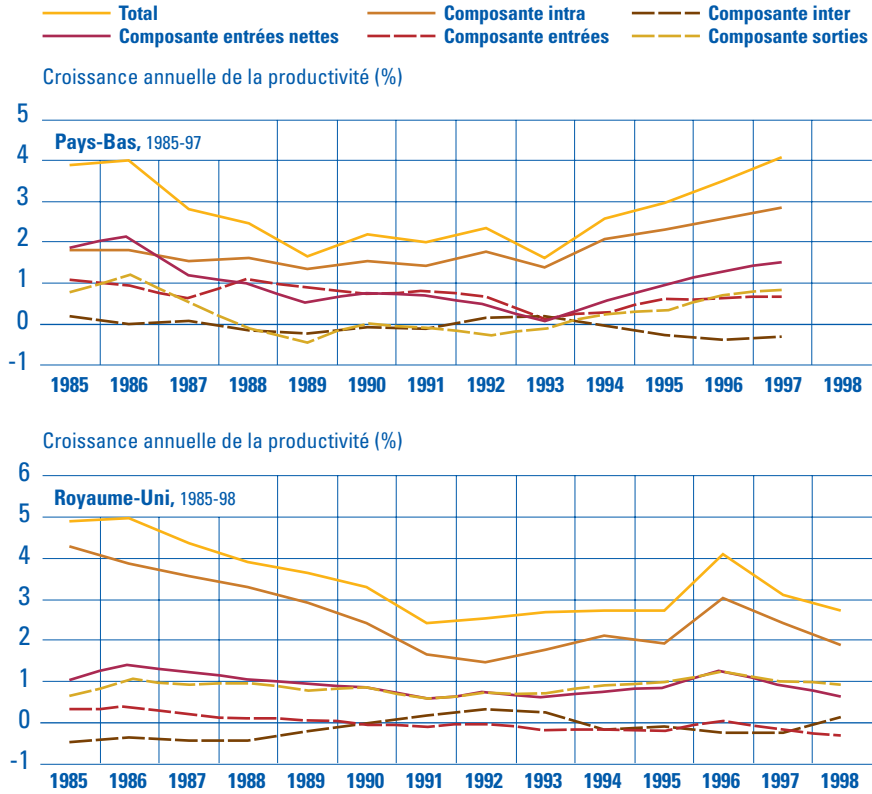 Total Composante intra Composante inter
Composante entrées nettes Composante entrées Composante sorties
Croissance annuelle de la productivité (%)
5
Pays-Bas, 1985-97
4
3
2
1
0
-1
1985 1986 1987 1988 1989 1990 1991 1992 1993 1994 1995 1996 1997 1998
Croissance annuelle de la productivité (%)
6
Royaume-Uni, 1985-98
5
4
3
2
1
0
-1
1985 1986 1987 1988 1989 1990 1991 1992 1993 1994 1995 1996 1997 1998